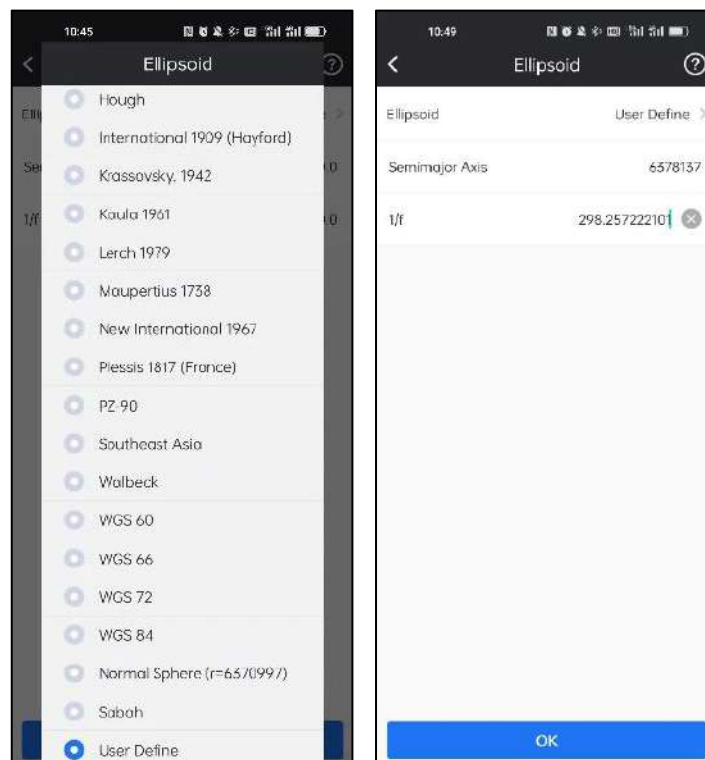 10:45
Ellipsoid
Hough
International 1909 (Hayford)
Krassovsky, 1942
Kaula 1961
Lerch 1979
Maupertius 1738
New International 1967
Plessis 1817 (France)
PZ-90
Southeast Asia
Walbeck
WGS 60
WGS 66
WGS 72
WGS 84
Normal Sphere (r=6370997)
Sabah
User Define
1/f
10:49
Ellipsoid
Ellipsoid User Define
Semimajor Axis 6378137
1/f 298.257222101
OK